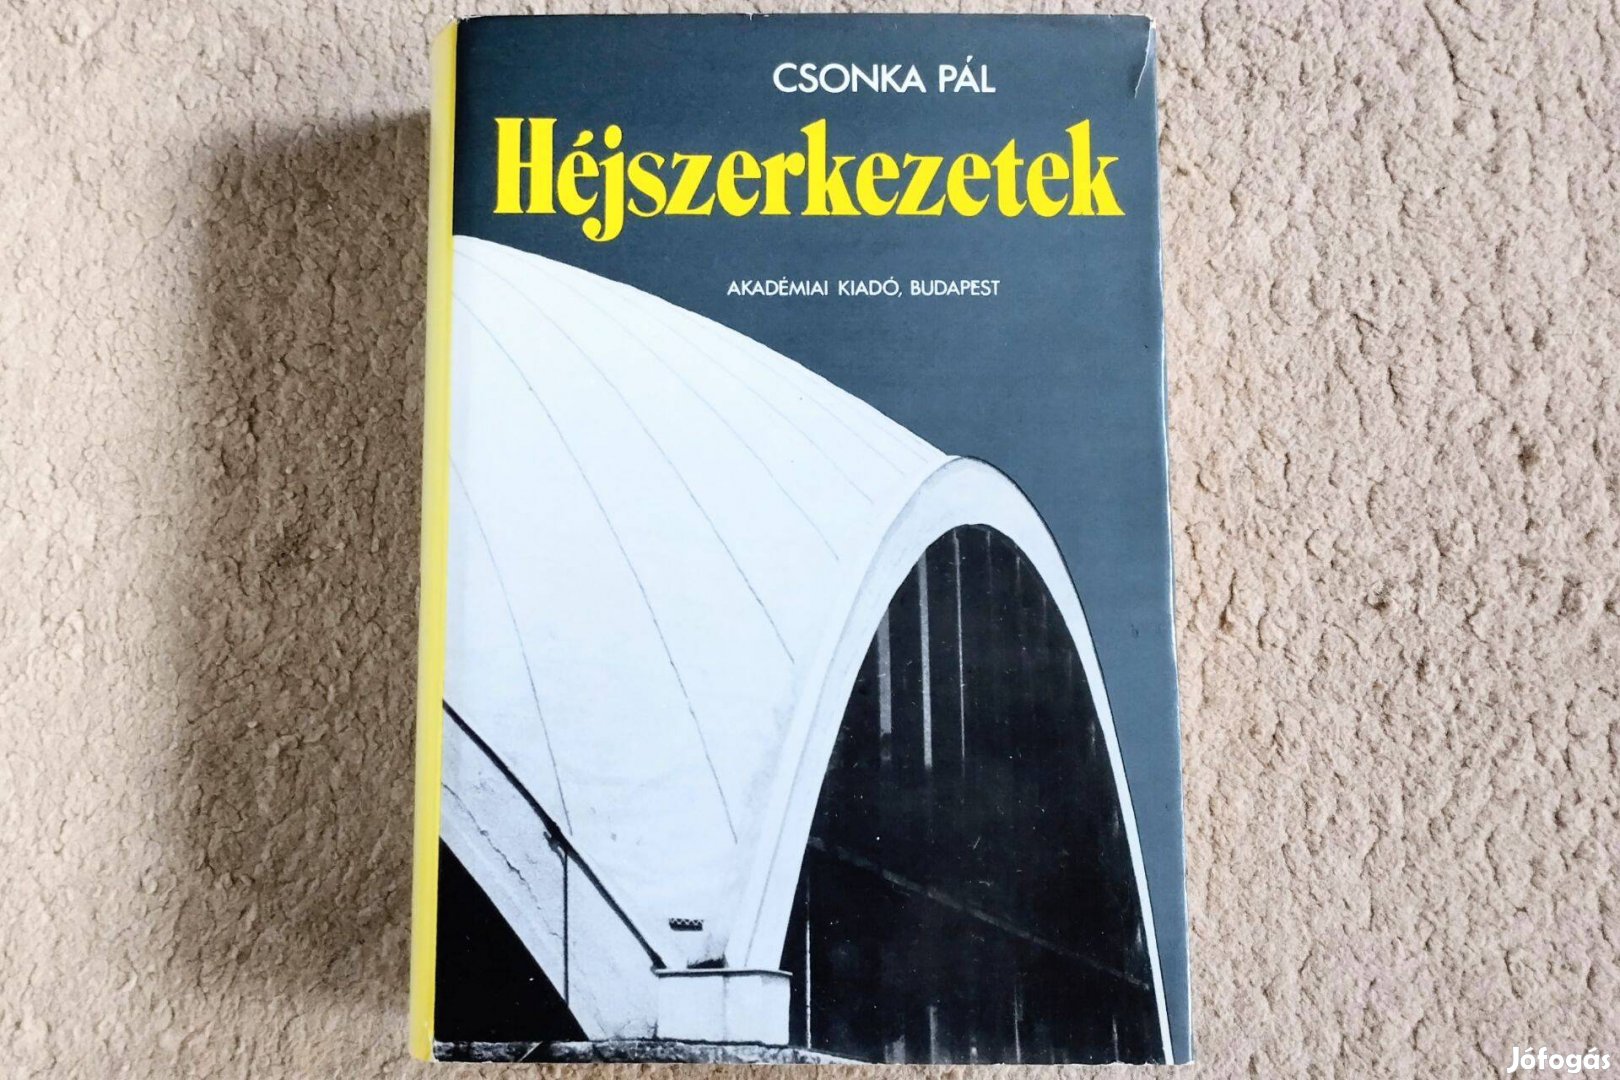 CSONKA PÁL
Héjszerkezetek
AKADÉMIAI KIADÓ, BUDAPEST
Jófogás